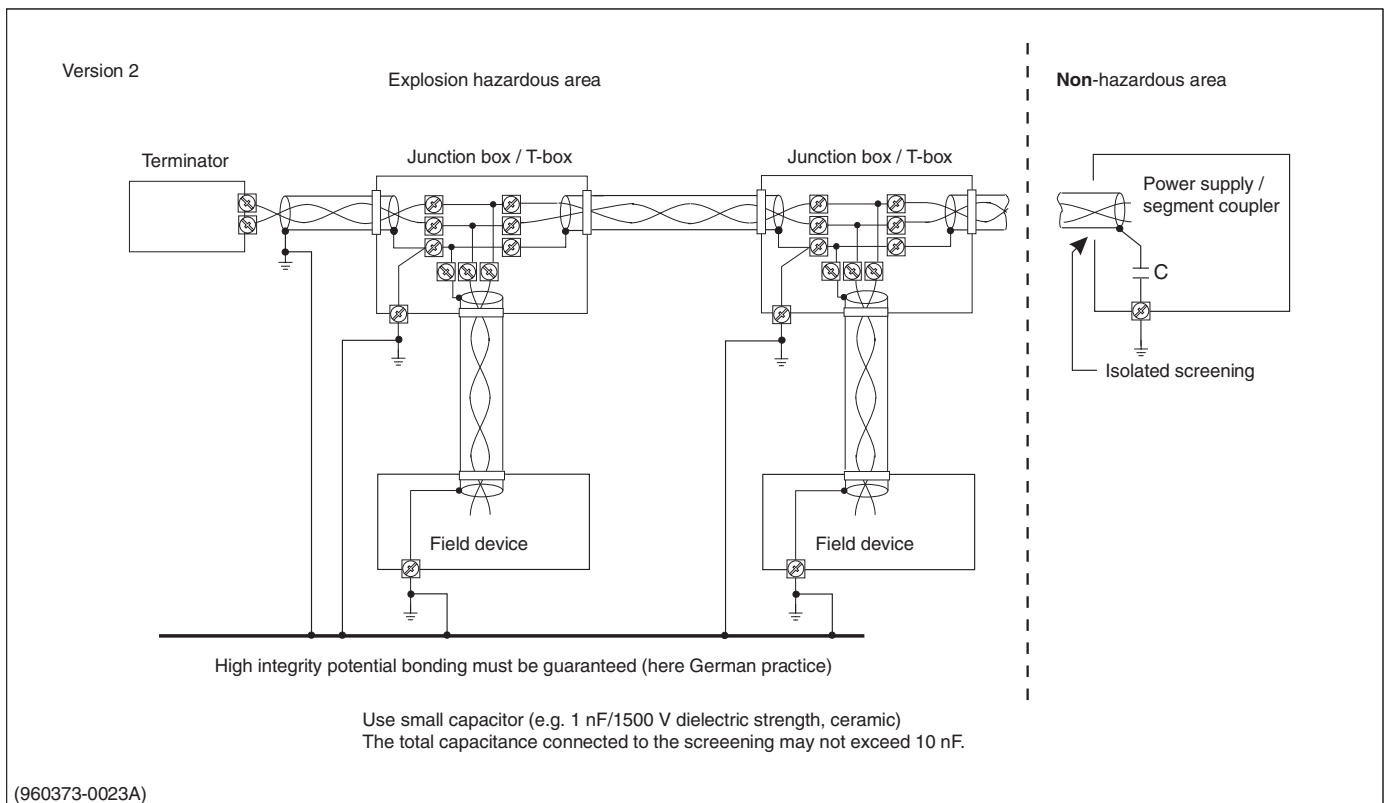 Version 2
Explosion hazardous area
Non-hazardous area
Terminator
Junction box / T-box
Junction box / T-box
Power supply /
segment coupler
C
Isolated screening
Field device
Field device
High integrity potential bonding must be guaranteed (here German practice)
Use small capacitor (e.g. 1 nF/1500 V dielectric strength, ceramic)
The total capacitance connected to the screeening may not exceed 10 nF.
(960373-0023A)